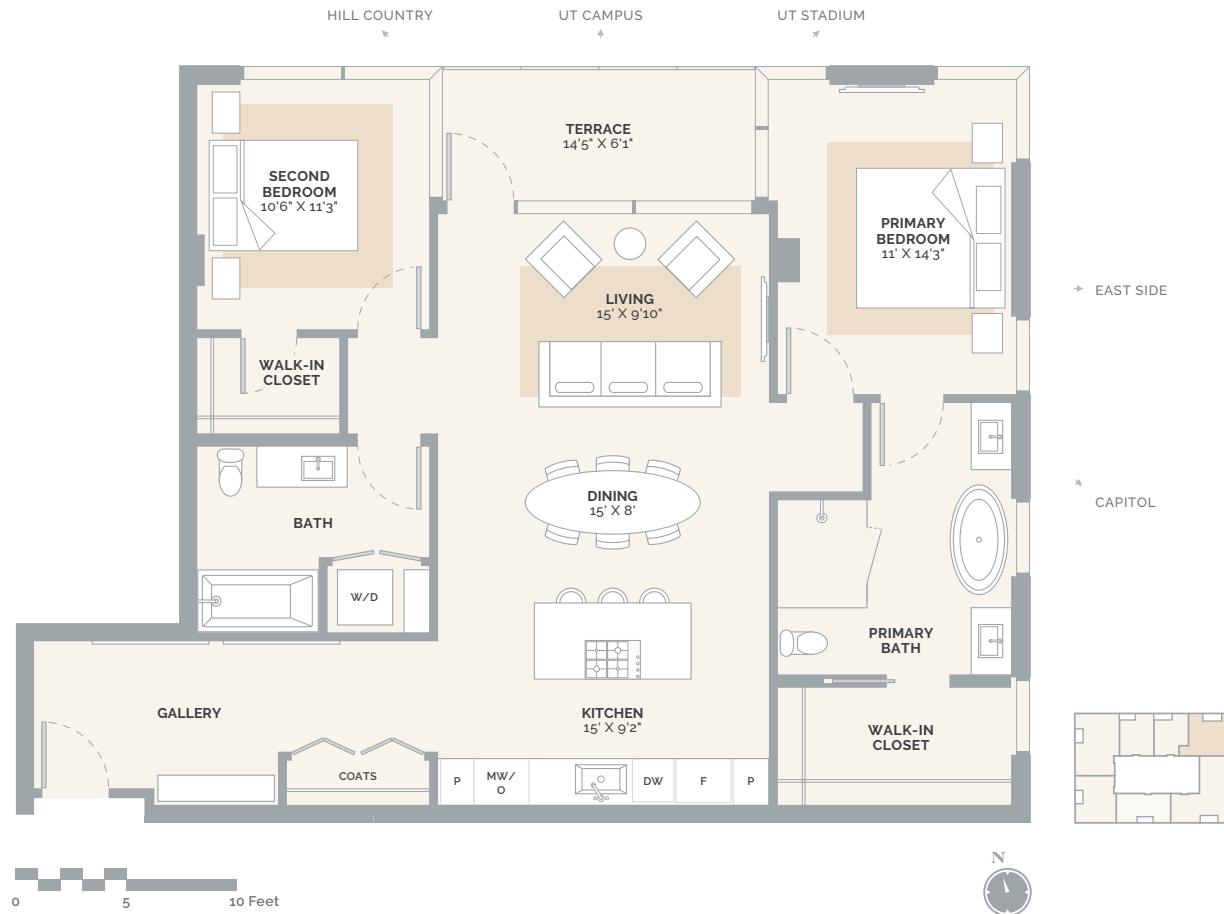 HILL COUNTRY
UT CAMPUS
UT STADIUM
TERRACE
14'5" X 6'1"
SECOND
BEDROOM
10'6" X 11'3"
PRIMARY
BEDROOM
11' X 14'3"
EAST SIDE
LIVING
15' X 9'10"
WALK-IN
CLOSET
DINING
15' X 8'
CAPITOL
BATH
W/D
PRIMARY
BATH
GALLERY
KITCHEN
15' X 9'2"
WALK-IN
CLOSET
COATS
P
MW/
O
DW
F
P
N
0
5
10 Feet